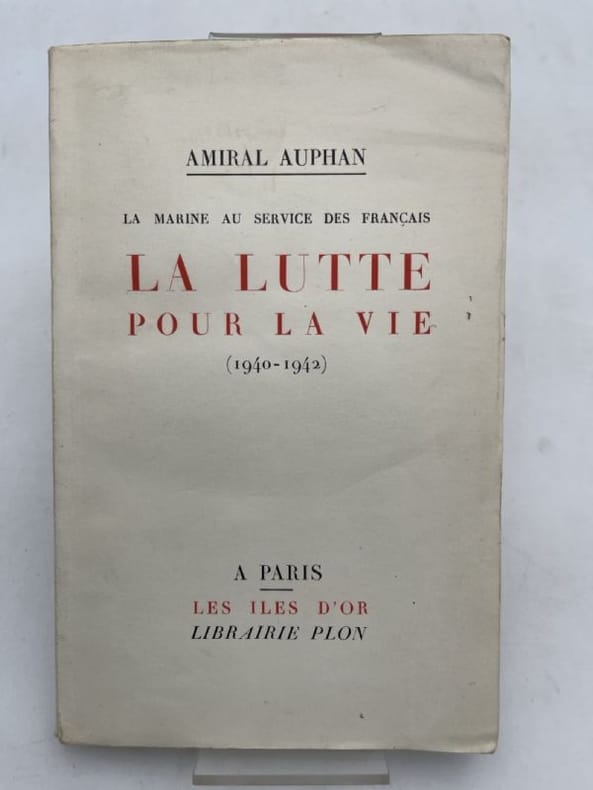 AMIRAL AUPHAN
LA MARINE AU SERVICE DES FRANÇAIS
LA LUTTE
POUR LA VIE
(1940-1942)
A PARIS
LES ILES D'OR
LIBRAIRIE PLON